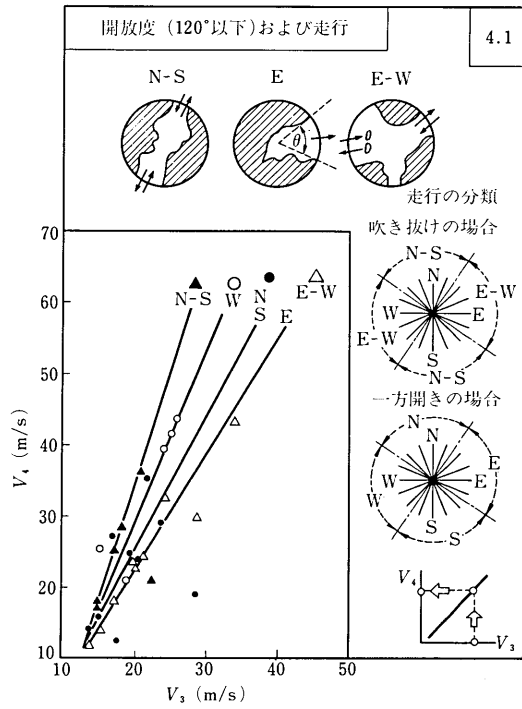 開放度 (120°以下) および走行
4.1
N-S
E
E-W
θ
走行の分類
吹き抜けの場合
N-S
N
E-W
W
E
E-W
S
N-S
一方開きの場合
N
N
W
E
E
W
S
S
V₄
V₃
70
60
50
40
30
20
10
V₄ (m/s)
N-S
W
N
S
E-W
E
10
20
30
40
50
V₃ (m/s)